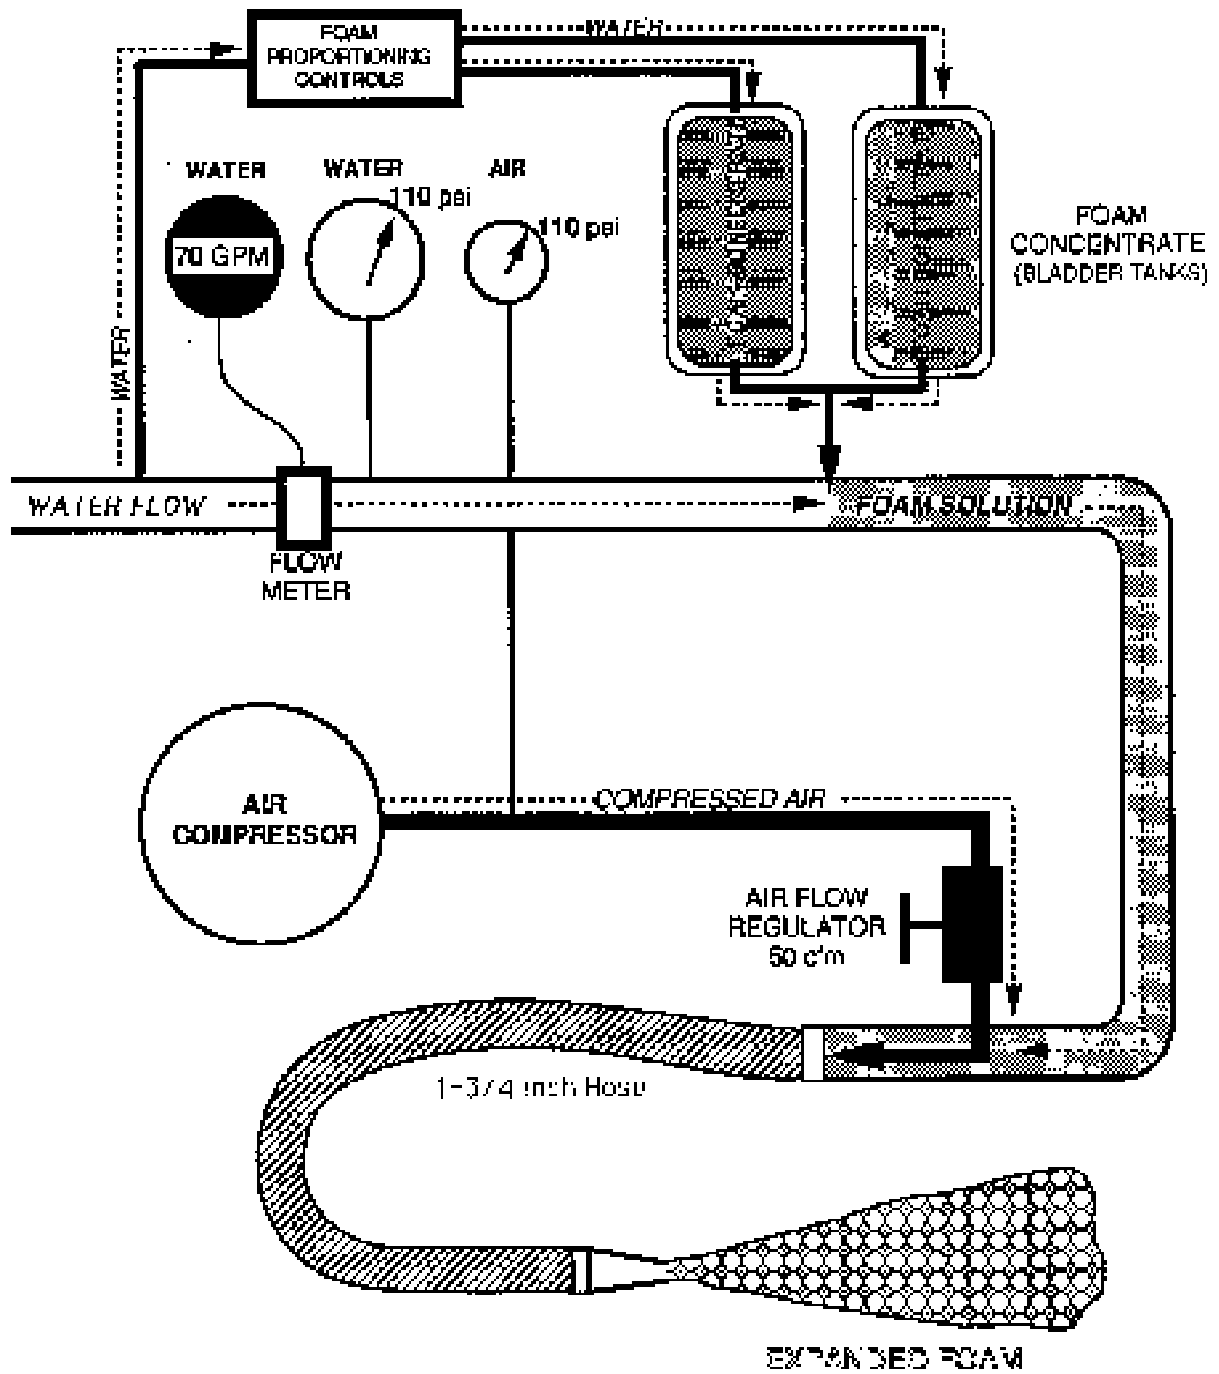 WATER
FOAM
PROPORTIONING
CONTROLS
WATER
WATER
AIR
110 psi
110 psi
70 GPM
FOAM
CONCENTRATE
(BLADDER TANKS)
WATER
WATER FLOW
FOAM SOLUTION
FLOW
METER
AIR
COMPRESSOR
COMPRESSED AIR
AIR FLOW
REGULATOR
50 cfm
1-3/4 inch Hose
EXPANDED FOAM